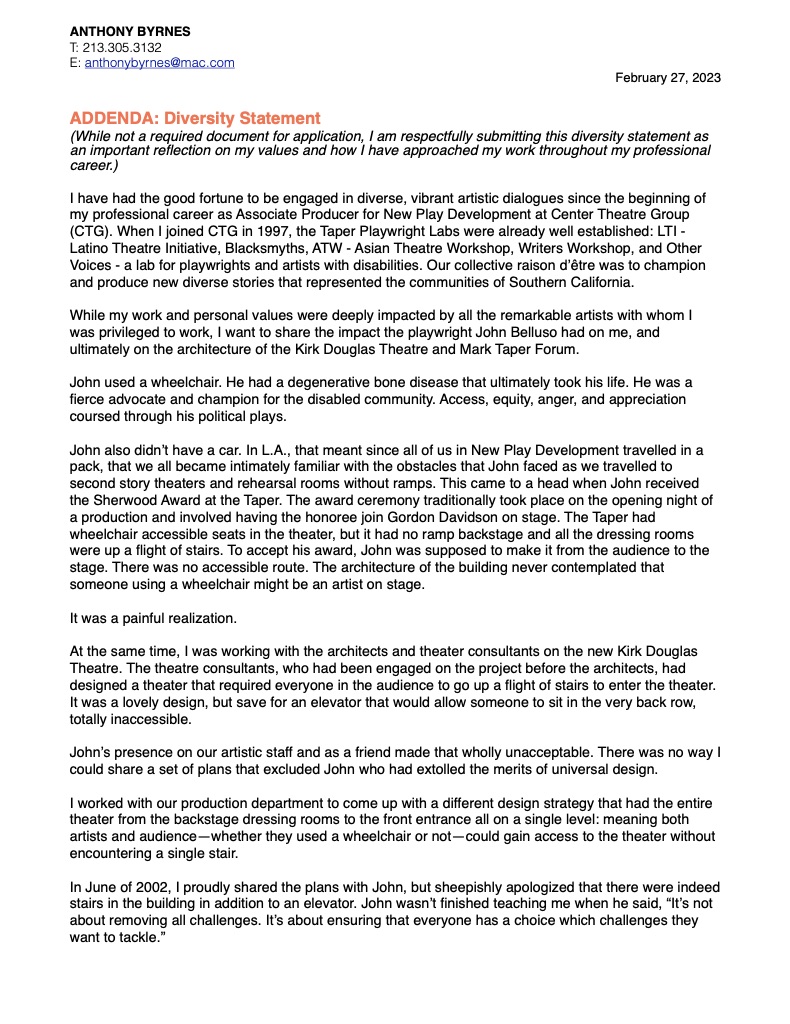 ANTHONY BYRNES
T: 213.305.3132
E: anthonybyrnes@mac.com
February 27, 2023
ADDENDA: Diversity Statement
(While not a required document for application, I am respectfully submitting this diversity statement as
an important reflection on my values and how I have approached my work throughout my professional
career.)
I have had the good fortune to be engaged in diverse, vibrant artistic dialogues since the beginning of
my professional career as Associate Producer for New Play Development at Center Theatre Group
(CTG). When I joined CTG in 1997, the Taper Playwright Labs were already well established: LTI -
Latino Theatre Initiative, Blacksmyths, ATW - Asian Theatre Workshop, Writers Workshop, and Other
Voices - a lab for playwrights and artists with disabilities. Our collective raison d’être was to champion
and produce new diverse stories that represented the communities of Southern California.
While my work and personal values were deeply impacted by all the remarkable artists with whom I
was privileged to work, I want to share the impact the playwright John Belluso had on me, and
ultimately on the architecture of the Kirk Douglas Theatre and Mark Taper Forum.
John used a wheelchair. He had a degenerative bone disease that ultimately took his life. He was a
fierce advocate and champion for the disabled community. Access, equity, anger, and appreciation
coursed through his political plays.
John also didn’t have a car. In L.A., that meant since all of us in New Play Development travelled in a
pack, that we all became intimately familiar with the obstacles that John faced as we travelled to
second story theaters and rehearsal rooms without ramps. This came to a head when John received
the Sherwood Award at the Taper. The award ceremony traditionally took place on the opening night of
a production and involved having the honoree join Gordon Davidson on stage. The Taper had
wheelchair accessible seats in the theater, but it had no ramp backstage and all the dressing rooms
were up a flight of stairs. To accept his award, John was supposed to make it from the audience to the
stage. There was no accessible route. The architecture of the building never contemplated that
someone using a wheelchair might be an artist on stage.
It was a painful realization.
At the same time, I was working with the architects and theater consultants on the new Kirk Douglas
Theatre. The theatre consultants, who had been engaged on the project before the architects, had
designed a theater that required everyone in the audience to go up a flight of stairs to enter the theater.
It was a lovely design, but save for an elevator that would allow someone to sit in the very back row,
totally inaccessible.
John’s presence on our artistic staff and as a friend made that wholly unacceptable. There was no way I
could share a set of plans that excluded John who had extolled the merits of universal design.
I worked with our production department to come up with a different design strategy that had the entire
theater from the backstage dressing rooms to the front entrance all on a single level: meaning both
artists and audience—whether they used a wheelchair or not—could gain access to the theater without
encountering a single stair.
In June of 2002, I proudly shared the plans with John, but sheepishly apologized that there were indeed
stairs in the building in addition to an elevator. John wasn’t finished teaching me when he said, “It’s not
about removing all challenges. It’s about ensuring that everyone has a choice which challenges they
want to tackle.”